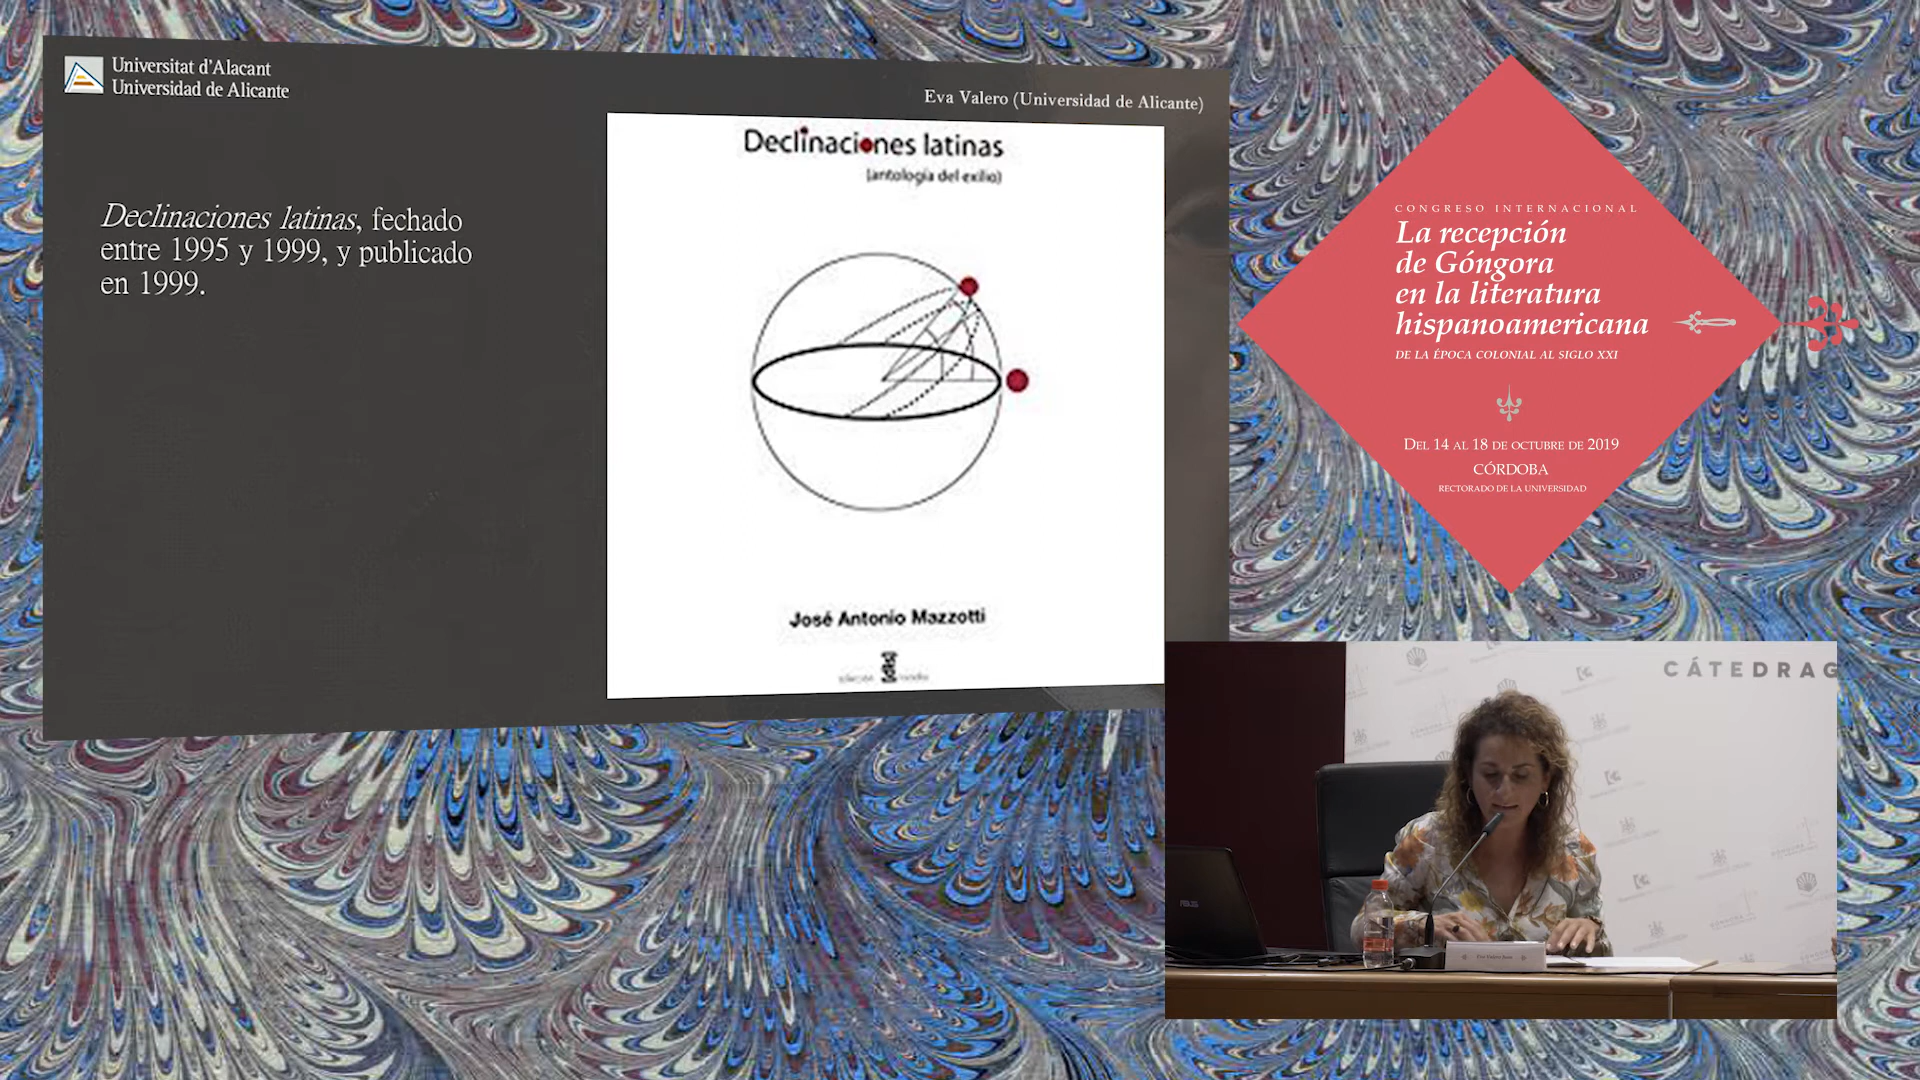 Universitat d'Alacant
Universidad de Alicante
Eva Valero (Universidad de Alicante)
Declinaciones latinas, fechado
entre 1995 y 1999, y publicado
en 1999.
Declinaciones latinas
(antología del exilio)
José Antonio Mazzotti
CONGRESO INTERNACIONAL
La recepción
de Góngora
en la literatura
hispanoamericana
DE LA ÉPOCA COLONIAL AL SIGLO XXI
DEL 14 AL 18 DE OCTUBRE DE 2019
CÓRDOBA
RECTORADO DE LA UNIVERSIDAD
CÁTEDRAG
ASUS